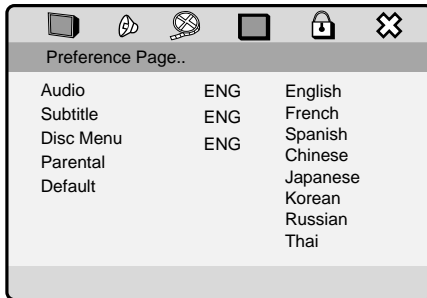 Preference Page..
Audio ENG English
Subtitle ENG French
Disc Menu ENG Spanish
Parental Chinese
Default Japanese
Korean
Russian
Thai